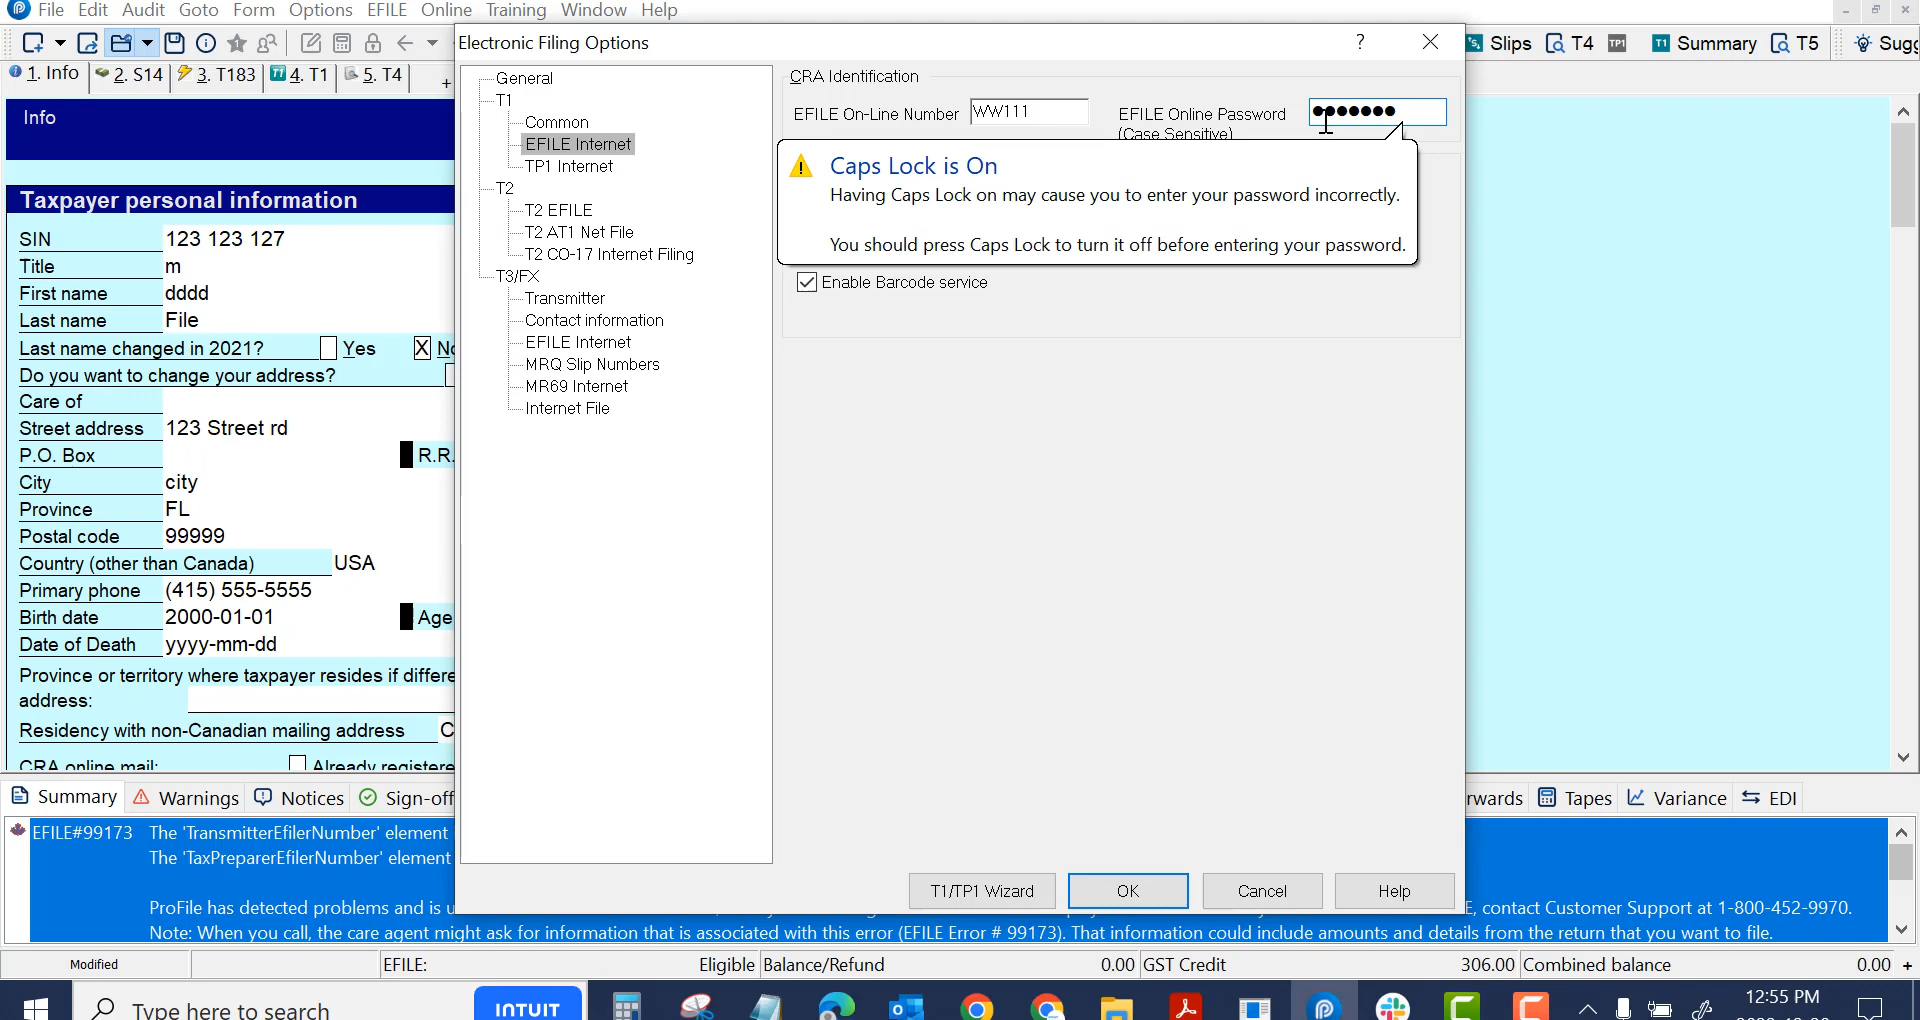 File Edit Audit Goto Form Options EFILE Online Training Window Help
Electronic Filing Options
Slips T4 TP1 T1 Summary T5
1. Info 2. S14 3. T183 T1 4. T1 5. T4 +
Info
Taxpayer personal information
SIN 123 123 127
Title m
First name dddd
Last name File
Last name changed in 2021? Yes X
Do you want to change your address?
Care of
Street address 123 Street rd
P.O. Box R.R.
City city
Province FL
Postal code 99999
Country (other than Canada) USA
Primary phone (415) 555-5555
Birth date 2000-01-01 Age
Date of Death yyyy-mm-dd
Province or territory where taxpayer resides if differe
address:
Residency with non-Canadian mailing address C
CRA online mail: Already registere
General
T1
Common
EFILE Internet
TP1 Internet
T2
T2 EFILE
T2 AT1 Net File
T2 CO-17 Internet Filing
T3/FX
Transmitter
Contact information
EFILE Internet
MRQ Slip Numbers
MR69 Internet
Internet File
CRA Identification
EFILE On-Line Number WW111 EFILE Online Password
(Case Sensitive)
Caps Lock is On
Having Caps Lock on may cause you to enter your password incorrectly.
You should press Caps Lock to turn it off before entering your password.
Enable Barcode service
T1/TP1 Wizard OK Cancel Help
Summary Warnings Notices Sign-off
rwards Tapes Variance EDI
EFILE#99173 The 'TransmitterEfilerNumber' element
The 'TaxPreparerEfilerNumber' element
ProFile has detected problems and is u
E, contact Customer Support at 1-800-452-9970.
Note: When you call, the care agent might ask for information that is associated with this error (EFILE Error # 99173). That information could include amounts and details from the return that you want to file.
Modified EFILE: Eligible Balance/Refund 0.00 GST Credit 306.00 Combined balance 0.00 +
Type here to search INTUIT 12:55 PM